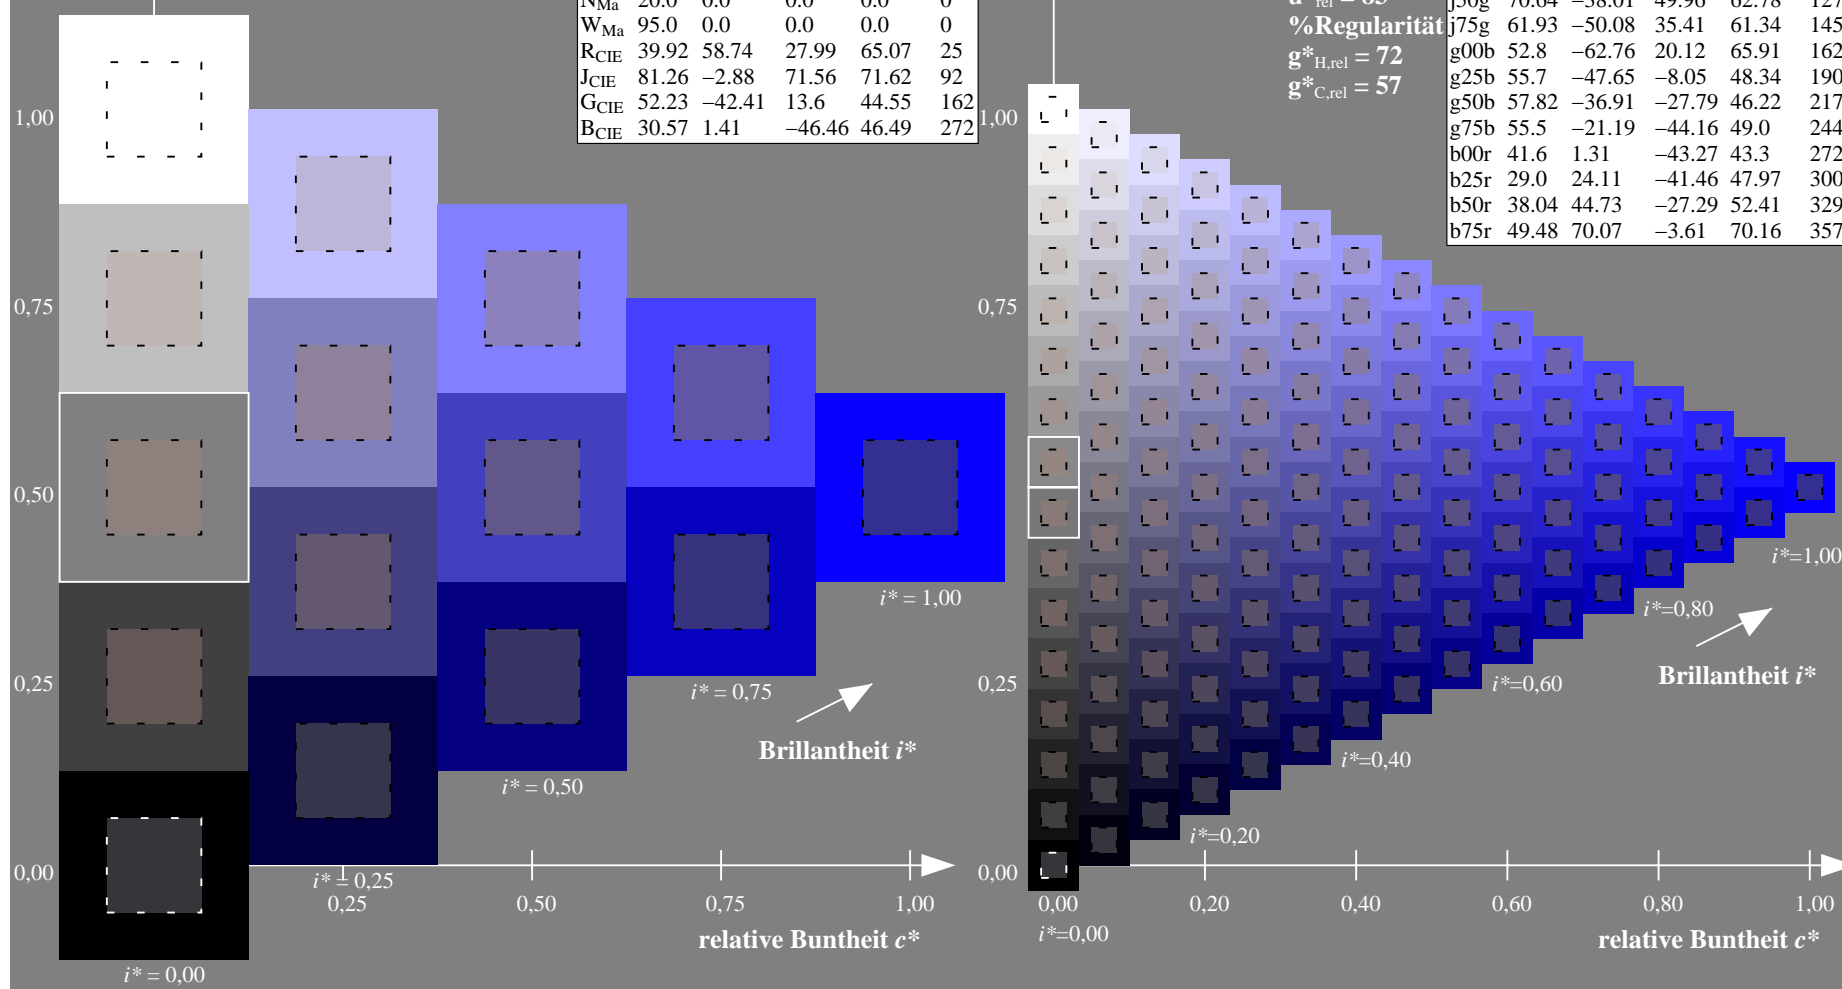 N_Ma 20.0 0.0 0.0 0.0 0
W_Ma 95.0 0.0 0.0 0.0 0
R_CIE 39.92 58.74 27.99 65.07 25
J_CIE 81.26 −2.88 71.56 71.62 92
G_CIE 52.23 −42.41 13.6 44.55 162
B_CIE 30.57 1.41 −46.46 46.49 272
%Regularität
g*_H,rel = 72
g*_C,rel = 57
j50g 70.64 −38.01 49.96 62.78 127
j75g 61.93 −50.08 35.41 61.34 145
g00b 52.8 −62.76 20.12 65.91 162
g25b 55.7 −47.65 −8.05 48.34 190
g50b 57.82 −36.91 −27.79 46.22 217
g75b 55.5 −21.19 −44.16 49.0 244
b00r 41.6 1.31 −43.27 43.3 272
b25r 29.0 24.11 −41.46 47.97 300
b50r 38.04 44.73 −27.29 52.41 329
b75r 49.48 70.07 −3.61 70.16 357
1,00
0,75
0,50
0,25
0,00
i* = 1,00
i* = 0,75
Brillantheit i*
i* = 0,50
i* = 0,25
0,25 0,50 0,75 1,00
relative Buntheit c*
i* = 0,00
1,00
0,75
0,50
0,25
0,00
i*=1,00
i*=0,80
Brillantheit i*
i*=0,60
i*=0,40
i*=0,20
0,00 0,20 0,40 0,60 0,80 1,00
i*=0,00
relative Buntheit c*